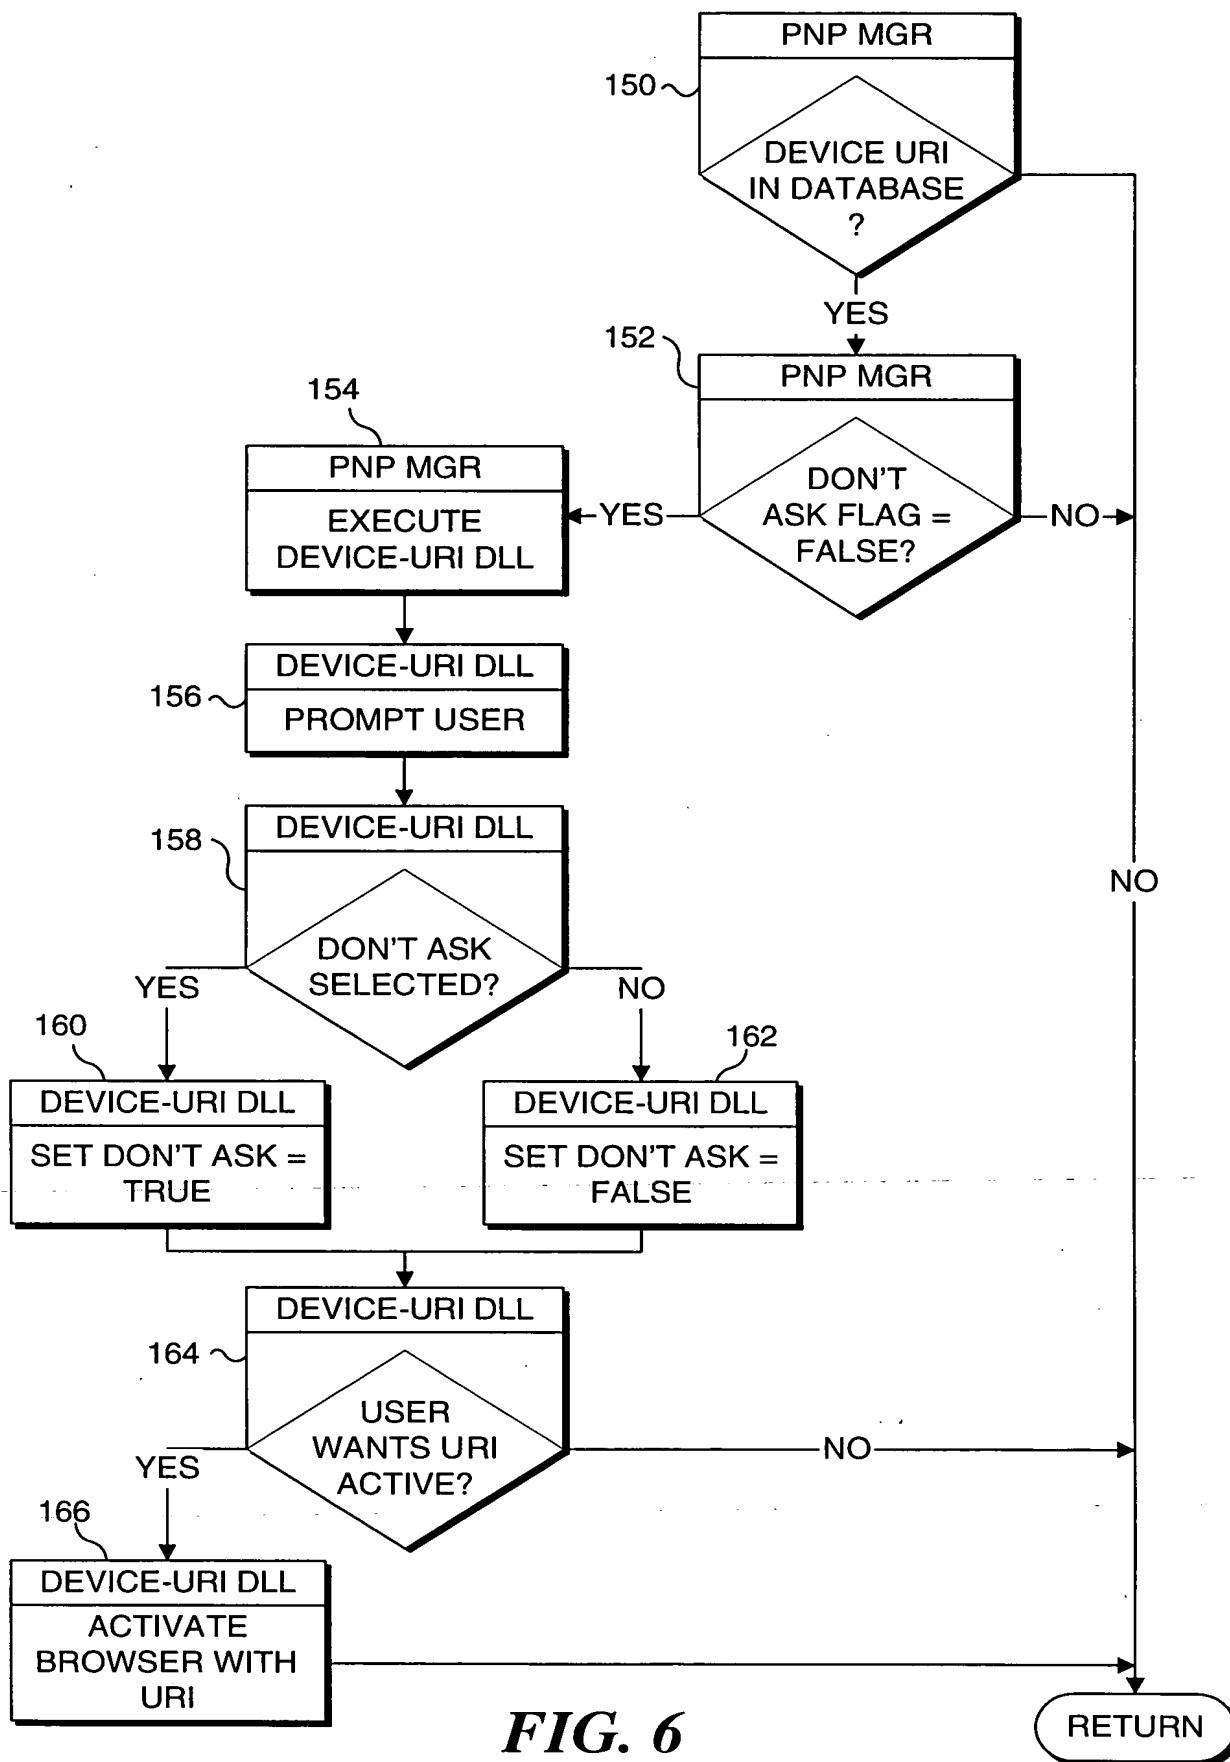 PNP MGR
150
DEVICE URI
IN DATABASE
?
YES
152
PNP MGR
DON'T
ASK FLAG =
FALSE?
YES
NO
154
PNP MGR
EXECUTE
DEVICE-URI DLL
DEVICE-URI DLL
156
PROMPT USER
158
DEVICE-URI DLL
DON'T ASK
SELECTED?
YES
NO
NO
160
DEVICE-URI DLL
SET DON'T ASK =
TRUE
162
DEVICE-URI DLL
SET DON'T ASK =
FALSE
DEVICE-URI DLL
164
USER
WANTS URI
ACTIVE?
YES
NO
166
DEVICE-URI DLL
ACTIVATE
BROWSER WITH
URI
FIG. 6
RETURN